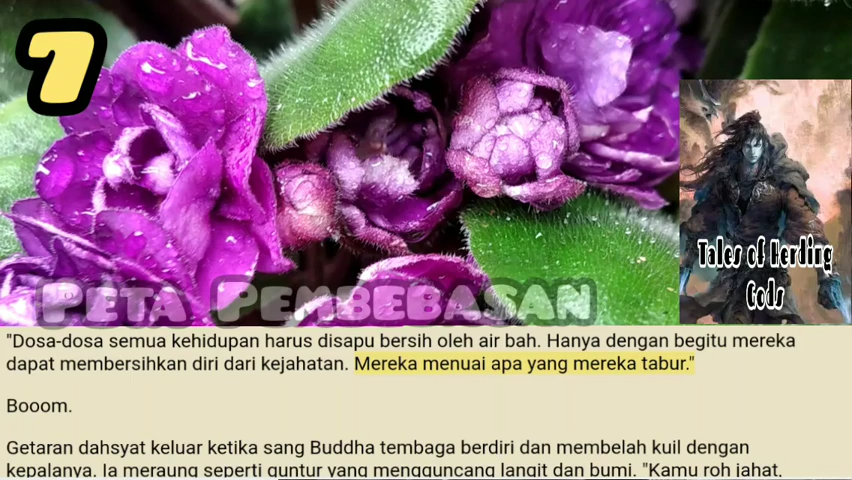 1
Tales of Herding
Gods
PETA PEMBEBASAN
"Dosa-dosa semua kehidupan harus disapu bersih oleh air bah. Hanya dengan begitu mereka
dapat membersihkan diri dari kejahatan. Mereka menuai apa yang mereka tabur."
Booom.
Getaran dahsyat keluar ketika sang Buddha tembaga berdiri dan membelah kuil dengan
kepalanya. Ia meraung seperti guntur yang mengguncang langit dan bumi. "Kamu roh jahat,